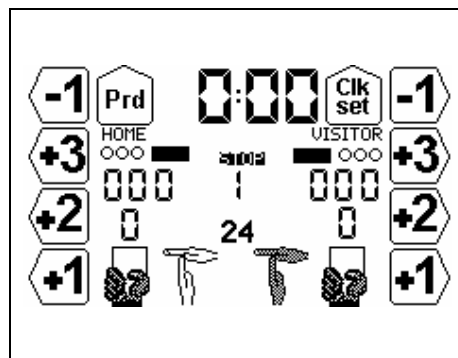 -1 Prd 0:00 Clk set -1
HOME VISITOR
+3 STOP +3
000 1 000
+2 0 24 0 +2
+1 +1